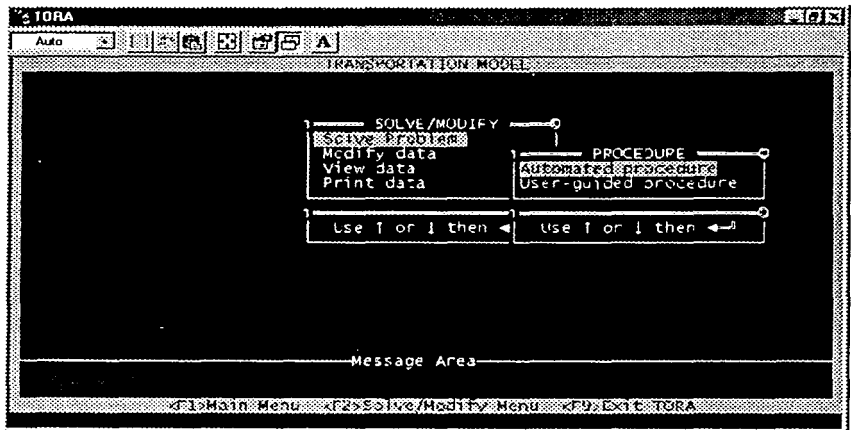 TORA
Auto A
TRANSPORTATION MODEL
SOLVE/MODIFY
Solve Problem
Modify data
View data
Print data
PROCEDURE
Automated procedure
User-guided procedure
Use ↑ or ↓ then ◄
Use ↑ or ↓ then ◄┘
Message Area
<F1>Main Menu <F2>Solve/Modify Menu <F9>Exit TORA